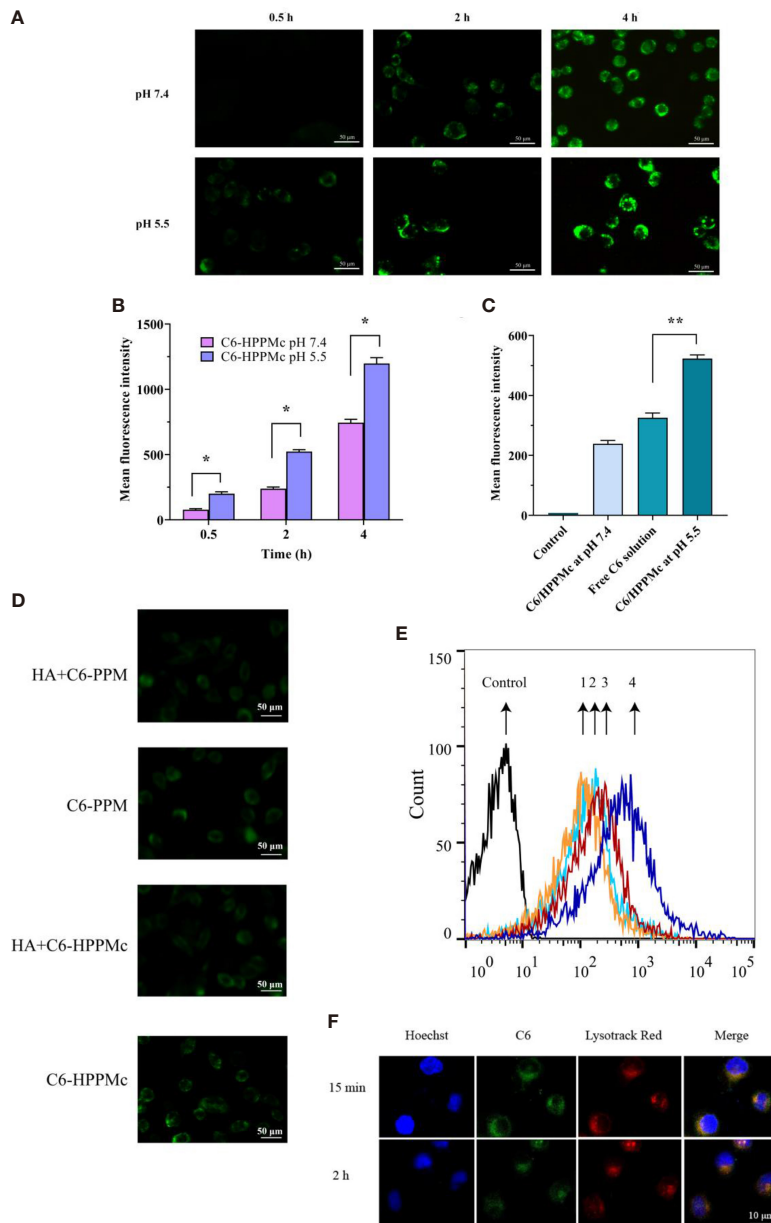 A
0.5 h 2 h 4 h
pH 7.4
50 μm 50 μm 50 μm
pH 5.5
50 μm 50 μm 50 μm
B
Mean fluorescence intensity
1500
1250
750
500
250
0
C6-HPPMc pH 7.4
C6-HPPMc pH 5.5
* * *
0.5 2 4
Time (h)
C
Mean fluorescence intensity
600
400
200
0
**
Control
C6/HPPMc at pH 7.4
Free C6 solution
C6/HPPMc at pH 5.5
D
HA+C6-PPM
50 μm
C6-PPM
50 μm
HA+C6-HPPMc
50 μm
C6-HPPMc
50 μm
E
Count
150
100
50
0
Control 1 2 3 4
10^0 10^1 10^2 10^3 10^4 10^5
F
Hoechst C6 Lysotrack Red Merge
15 min
2 h
10 μm